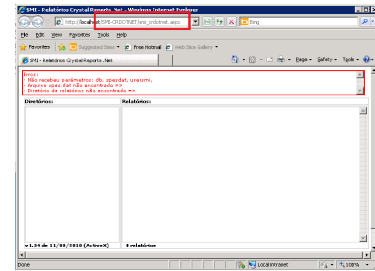 SMI - Relatórios Crystal Reports .Net - Windows Internet Explorer
http://localhost/SMI-CRDOTNET/smi_crdotnet.aspx
Bing
File Edit View Favorites Tools Help
Favorites Suggested Sites Free Hotmail Web Slice Gallery
SMI - Relatórios Crystal Reports .Net
Page Safety Tools
Erros:
- Não recebeu parâmetros: db, spesdat,
- Arquivo spes.dat não encontrado =>
- Diretório de relatórios não encontrado =>
Diretórios: Relatórios:
v1.34 de 11/08/2010 (ActiveX) 0 relatórios
Done Local intranet 100%